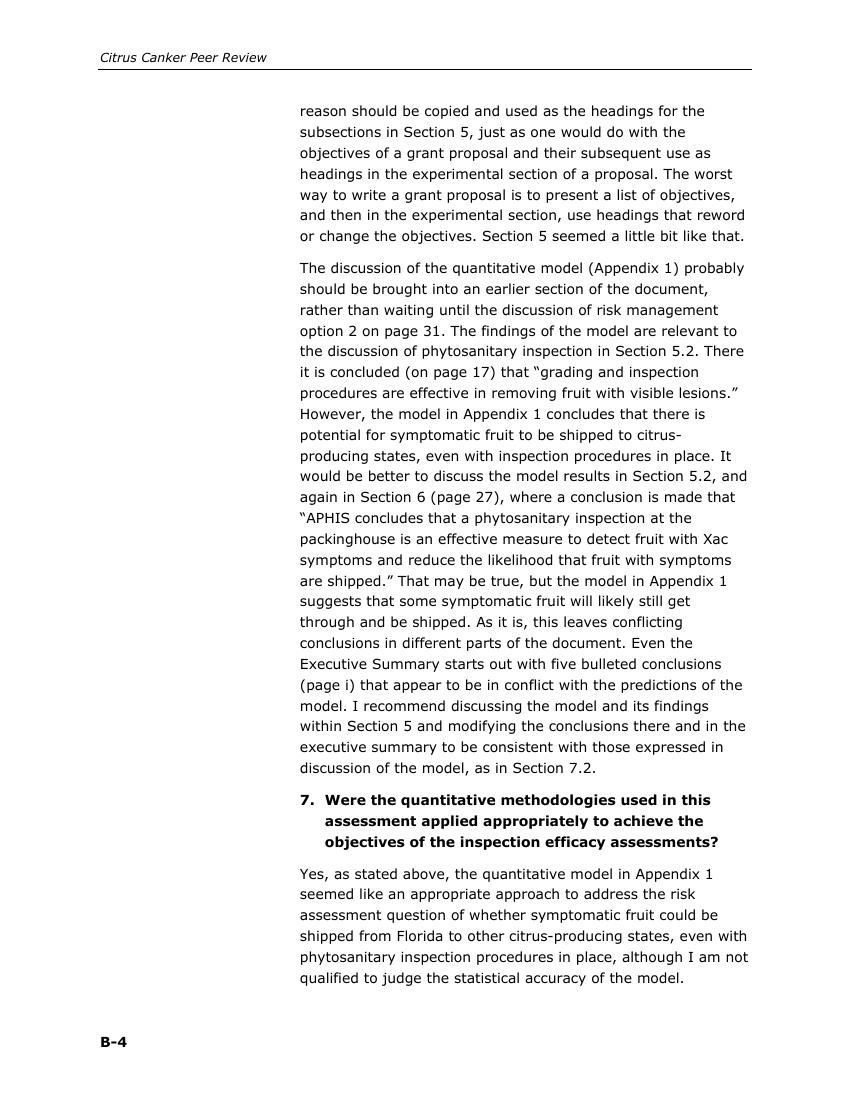 Citrus Canker Peer Review
reason should be copied and used as the headings for the
subsections in Section 5, just as one would do with the
objectives of a grant proposal and their subsequent use as
headings in the experimental section of a proposal. The worst
way to write a grant proposal is to present a list of objectives,
and then in the experimental section, use headings that reword
or change the objectives. Section 5 seemed a little bit like that.
The discussion of the quantitative model (Appendix 1) probably
should be brought into an earlier section of the document,
rather than waiting until the discussion of risk management
option 2 on page 31. The findings of the model are relevant to
the discussion of phytosanitary inspection in Section 5.2. There
it is concluded (on page 17) that “grading and inspection
procedures are effective in removing fruit with visible lesions.”
However, the model in Appendix 1 concludes that there is
potential for symptomatic fruit to be shipped to citrus-
producing states, even with inspection procedures in place. It
would be better to discuss the model results in Section 5.2, and
again in Section 6 (page 27), where a conclusion is made that
“APHIS concludes that a phytosanitary inspection at the
packinghouse is an effective measure to detect fruit with Xac
symptoms and reduce the likelihood that fruit with symptoms
are shipped.” That may be true, but the model in Appendix 1
suggests that some symptomatic fruit will likely still get
through and be shipped. As it is, this leaves conflicting
conclusions in different parts of the document. Even the
Executive Summary starts out with five bulleted conclusions
(page i) that appear to be in conflict with the predictions of the
model. I recommend discussing the model and its findings
within Section 5 and modifying the conclusions there and in the
executive summary to be consistent with those expressed in
discussion of the model, as in Section 7.2.
7. Were the quantitative methodologies used in this
assessment applied appropriately to achieve the
objectives of the inspection efficacy assessments?
Yes, as stated above, the quantitative model in Appendix 1
seemed like an appropriate approach to address the risk
assessment question of whether symptomatic fruit could be
shipped from Florida to other citrus-producing states, even with
phytosanitary inspection procedures in place, although I am not
qualified to judge the statistical accuracy of the model.
B-4